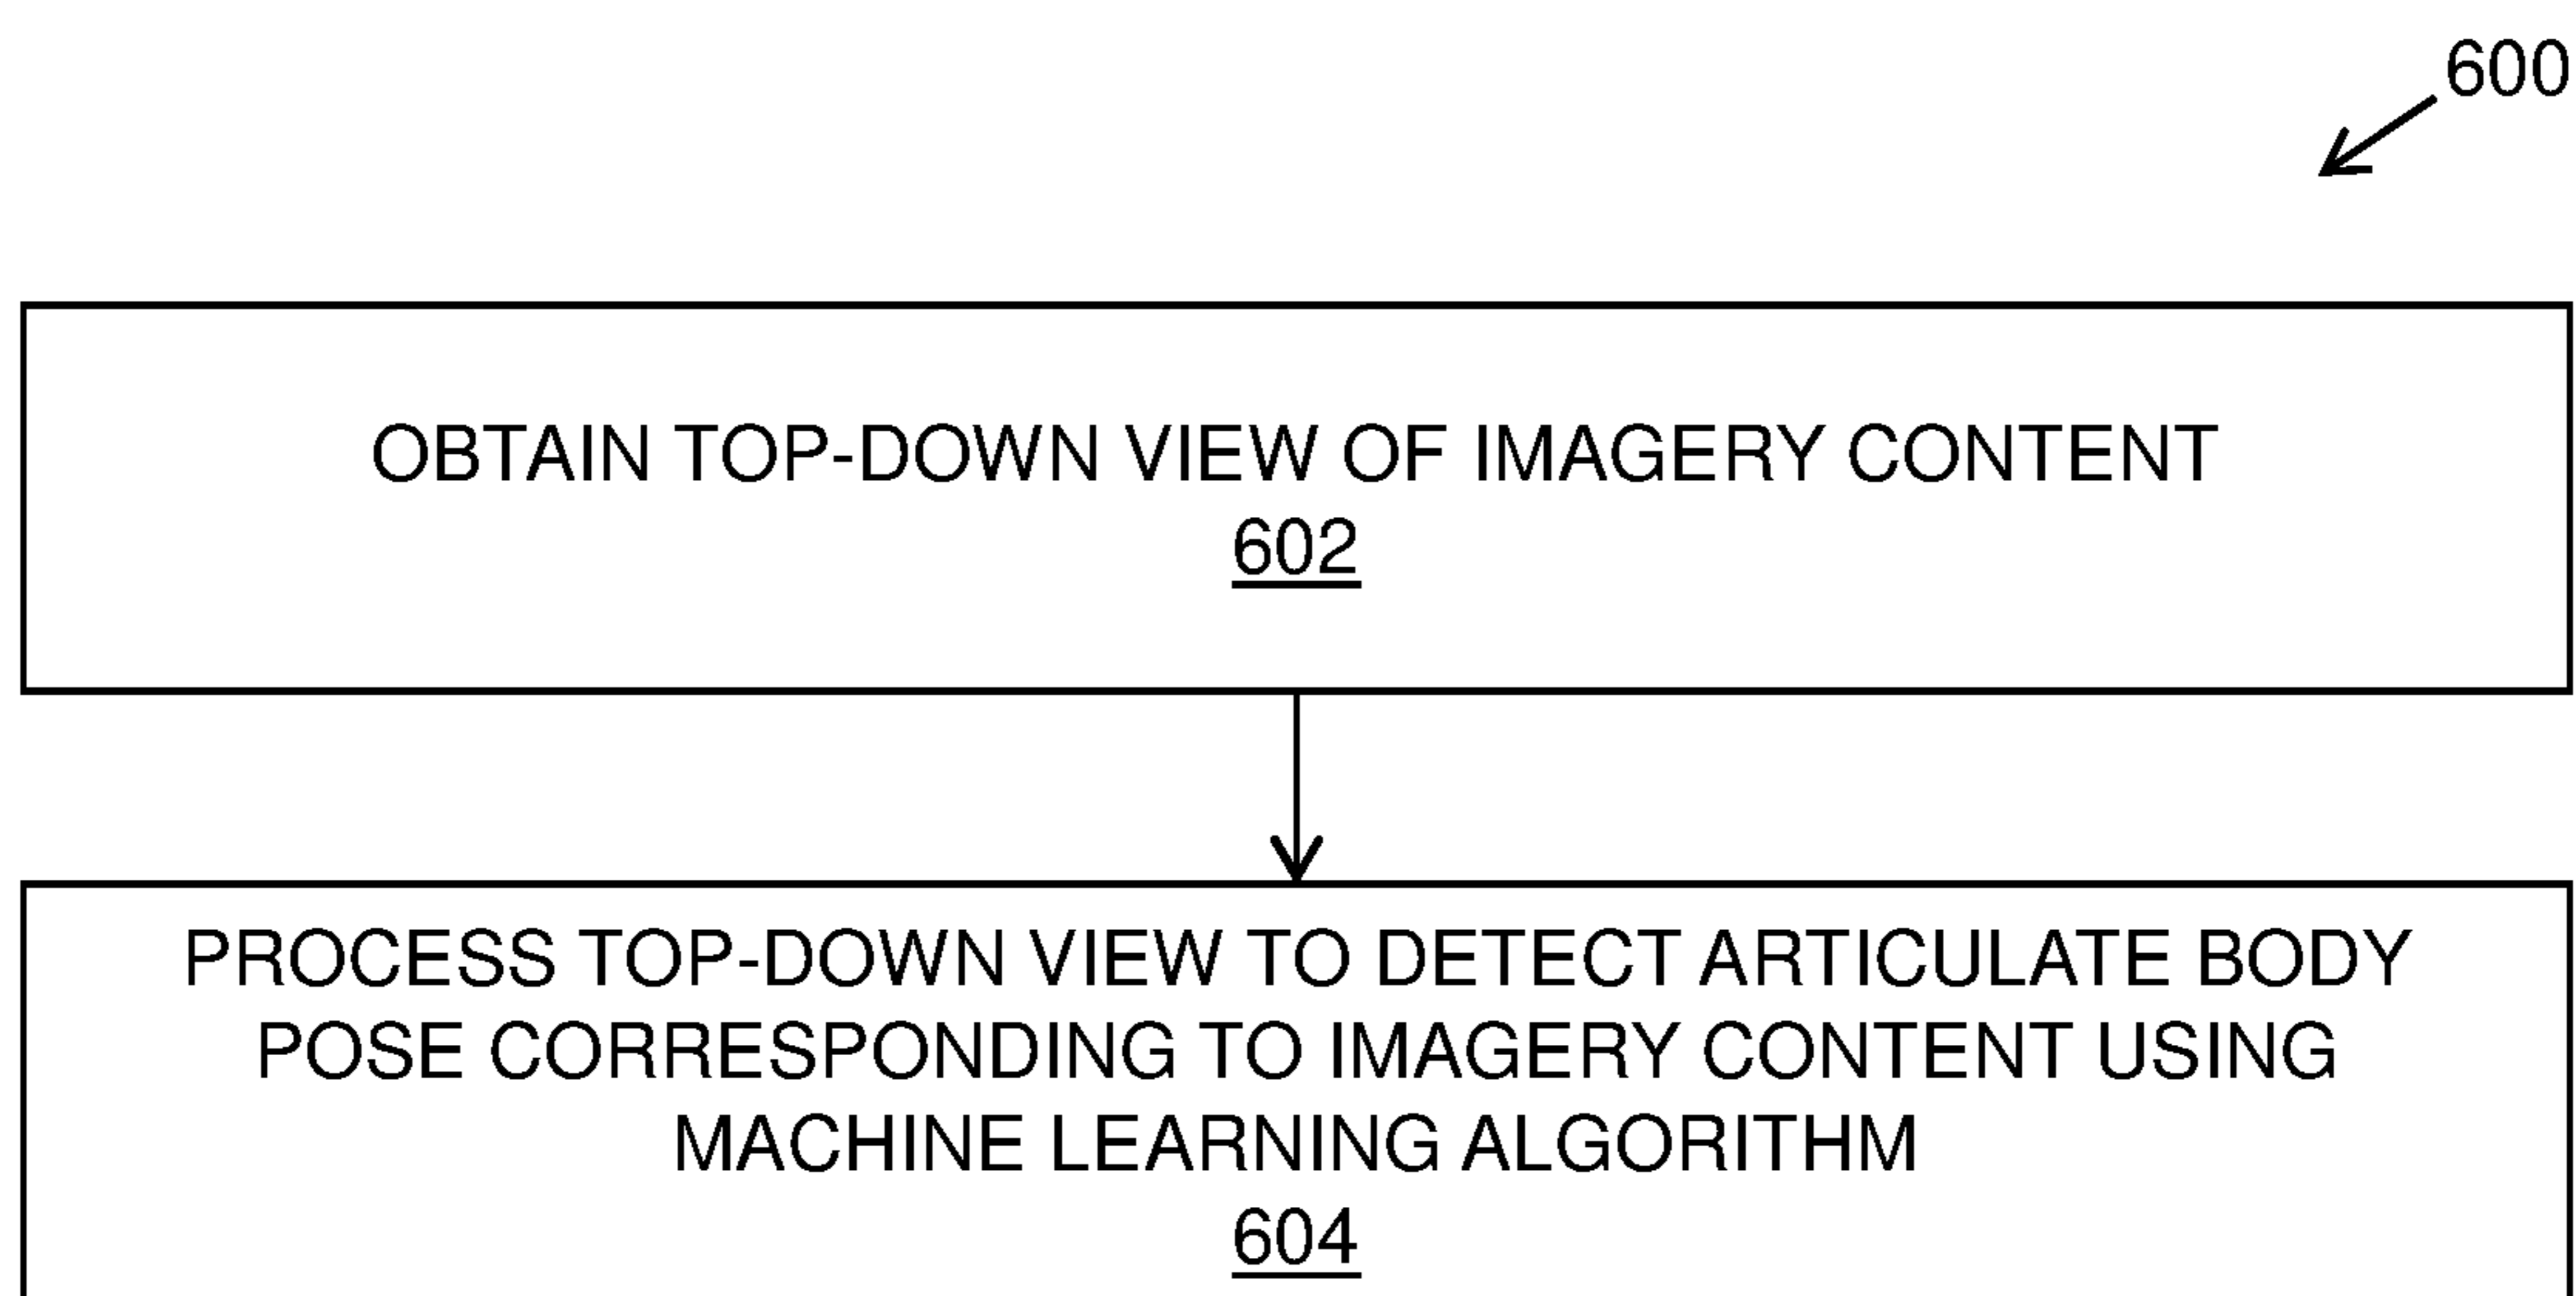 600
OBTAIN TOP-DOWN VIEW OF IMAGERY CONTENT
602
PROCESS TOP-DOWN VIEW TO DETECT ARTICULATE BODY
POSE CORRESPONDING TO IMAGERY CONTENT USING
MACHINE LEARNING ALGORITHM
604